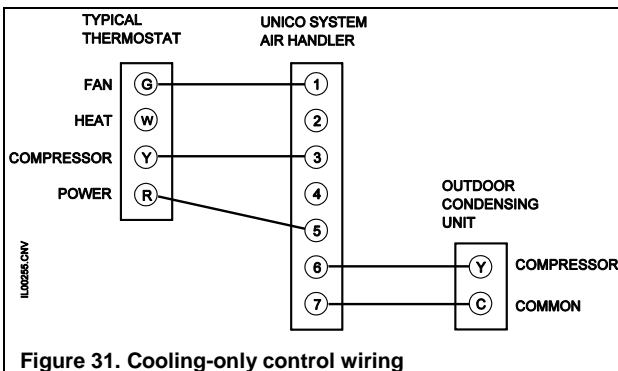 TYPICAL
THERMOSTAT
UNICO SYSTEM
AIR HANDLER
FAN G 1
HEAT W 2
COMPRESSOR Y 3
POWER R 4
5
6
7
OUTDOOR
CONDENSING
UNIT
Y COMPRESSOR
C COMMON
IL00255.CNV
Figure 31. Cooling-only control wiring